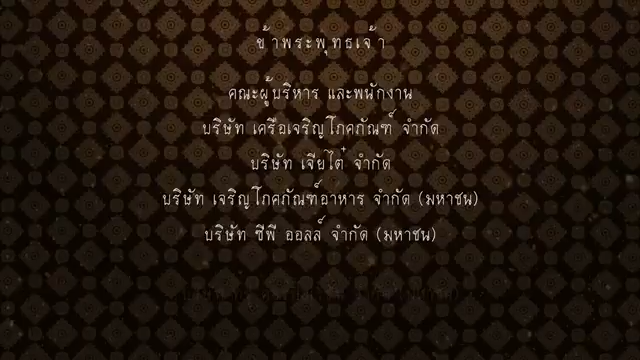 ข้าพระพุทธเจ้า
คณะผู้บริหาร และพนักงาน
บริษัท เครือเจริญโภคภัณฑ์ จำกัด
บริษัท เจียไต๋ จำกัด
บริษัท เจริญโภคภัณฑ์อาหาร จำกัด (มหาชน)
บริษัท ซีพี ออลล์ จำกัด (มหาชน)